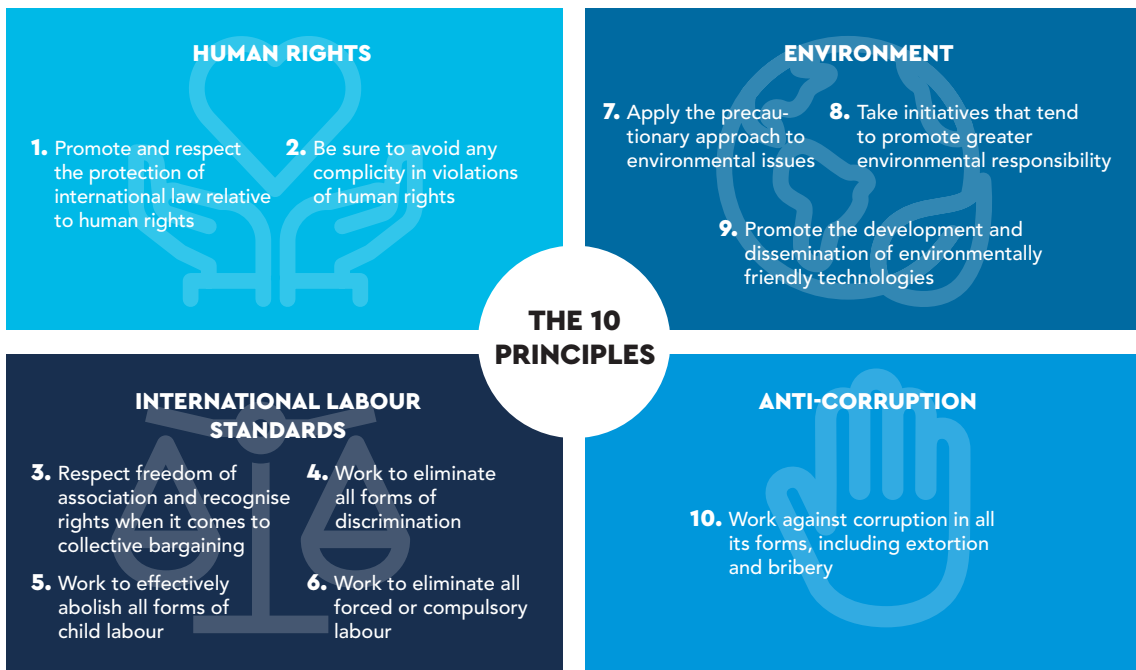 HUMAN RIGHTS
1. Promote and respect
the protection of
international law relative
to human rights
2. Be sure to avoid any
complicity in violations
of human rights
ENVIRONMENT
7. Apply the precau-
tionary approach to
environmental issues
8. Take initiatives that tend
to promote greater
environmental responsibility
9. Promote the development and
dissemination of environmentally
friendly technologies
THE 10
PRINCIPLES
INTERNATIONAL LABOUR
STANDARDS
3. Respect freedom of
association and recognise
rights when it comes to
collective bargaining
4. Work to eliminate
all forms of
discrimination
5. Work to effectively
abolish all forms of
child labour
6. Work to eliminate all
forced or compulsory
labour
ANTI-CORRUPTION
10. Work against corruption in all
its forms, including extortion
and bribery